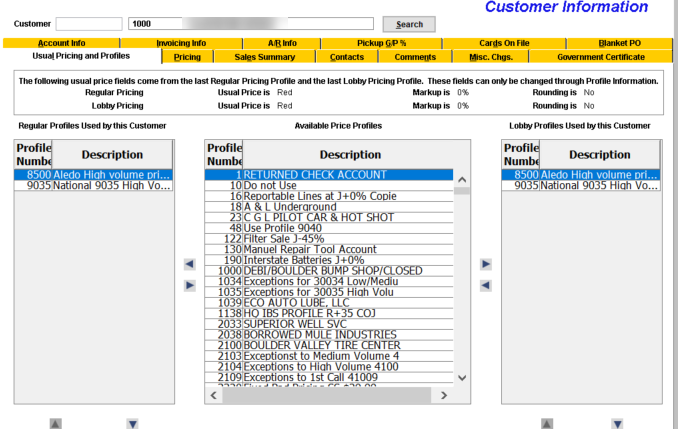 Customer Information
Customer 1000 Search
Account Info Invoicing Info A/R Info Pickup G/P % Cards On File Blanket PO
Usual Pricing and Profiles Pricing Sales Summary Contacts Comments Misc. Chgs. Government Certificate
The following usual price fields come from the last Regular Pricing Profile and the last Lobby Pricing Profile. These fields can only be changed through Profile Information.
Regular Pricing Usual Price is Red Markup is 0% Rounding is No
Lobby Pricing Usual Price is Red Markup is 0% Rounding is No
Regular Profiles Used by this Customer Available Price Profiles Lobby Profiles Used by this Customer
Profile Numbe Description
8500 Aledo High volume pri...
9035 National 9035 High Vo...
Profile Numbe Description
1 RETURNED CHECK ACCOUNT
10 Do not Use
16 Reportable Lines at J+0% Copie
18 A & L Underground
23 C G L PILOT CAR & HOT SHOT
48 Use Profile 9040
122 Filter Sale J-45%
130 Manuel Repair Tool Account
190 Interstate Batteries J+0%
1000 DEBI/BOULDER BUMP SHOP/CLOSED
1034 Exceptions for 30034 Low/Mediu
1035 Exceptions for 30035 High Volu
1039 ECO AUTO LUBE, LLC
1138 HQ IBS PROFILE R+35 COJ
2033 SUPERIOR WELL SVC
2038 BORROWED MULE INDUSTRIES
2100 BOULDER VALLEY TIRE CENTER
2103 Exceptionst to Medium Volume 4
2104 Exceptions to High Volume 4100
2109 Exceptions to 1st Call 41009
Profile Numbe Description
8500 Aledo High volume pri...
9035 National 9035 High Vo...